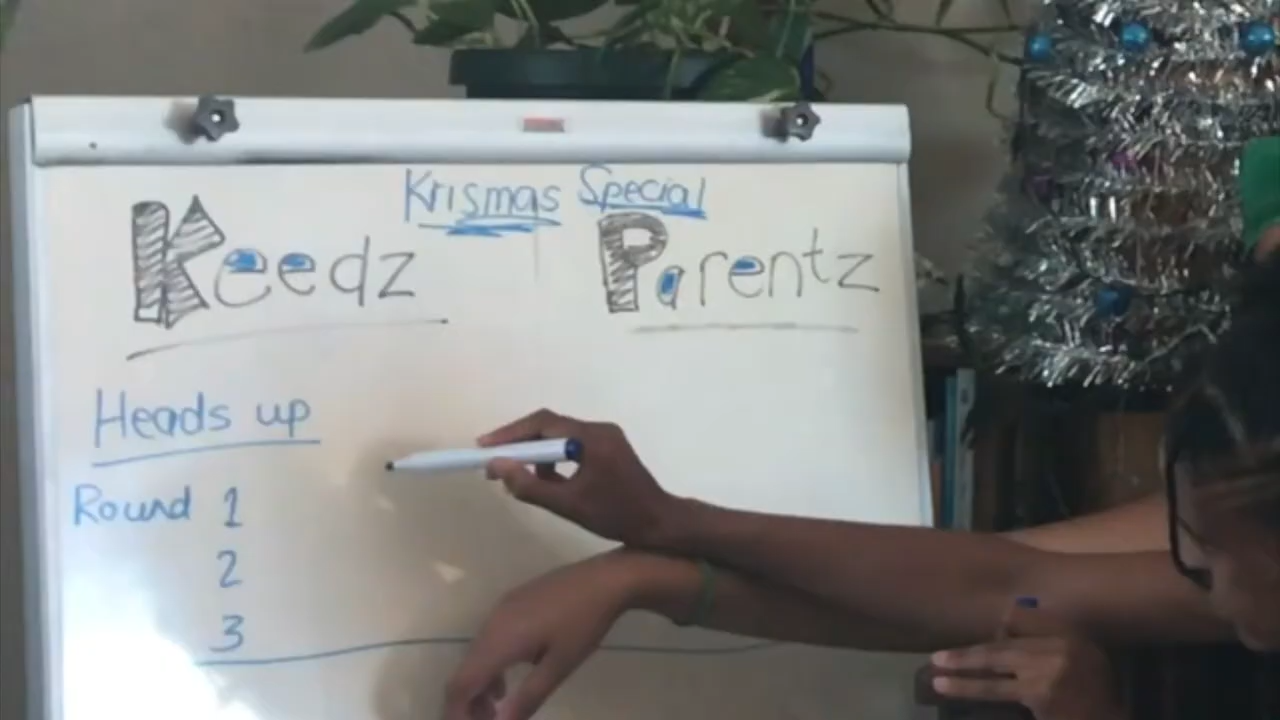 Krismas Special
Keedz Parentz
Heads up
Round 1
2
3